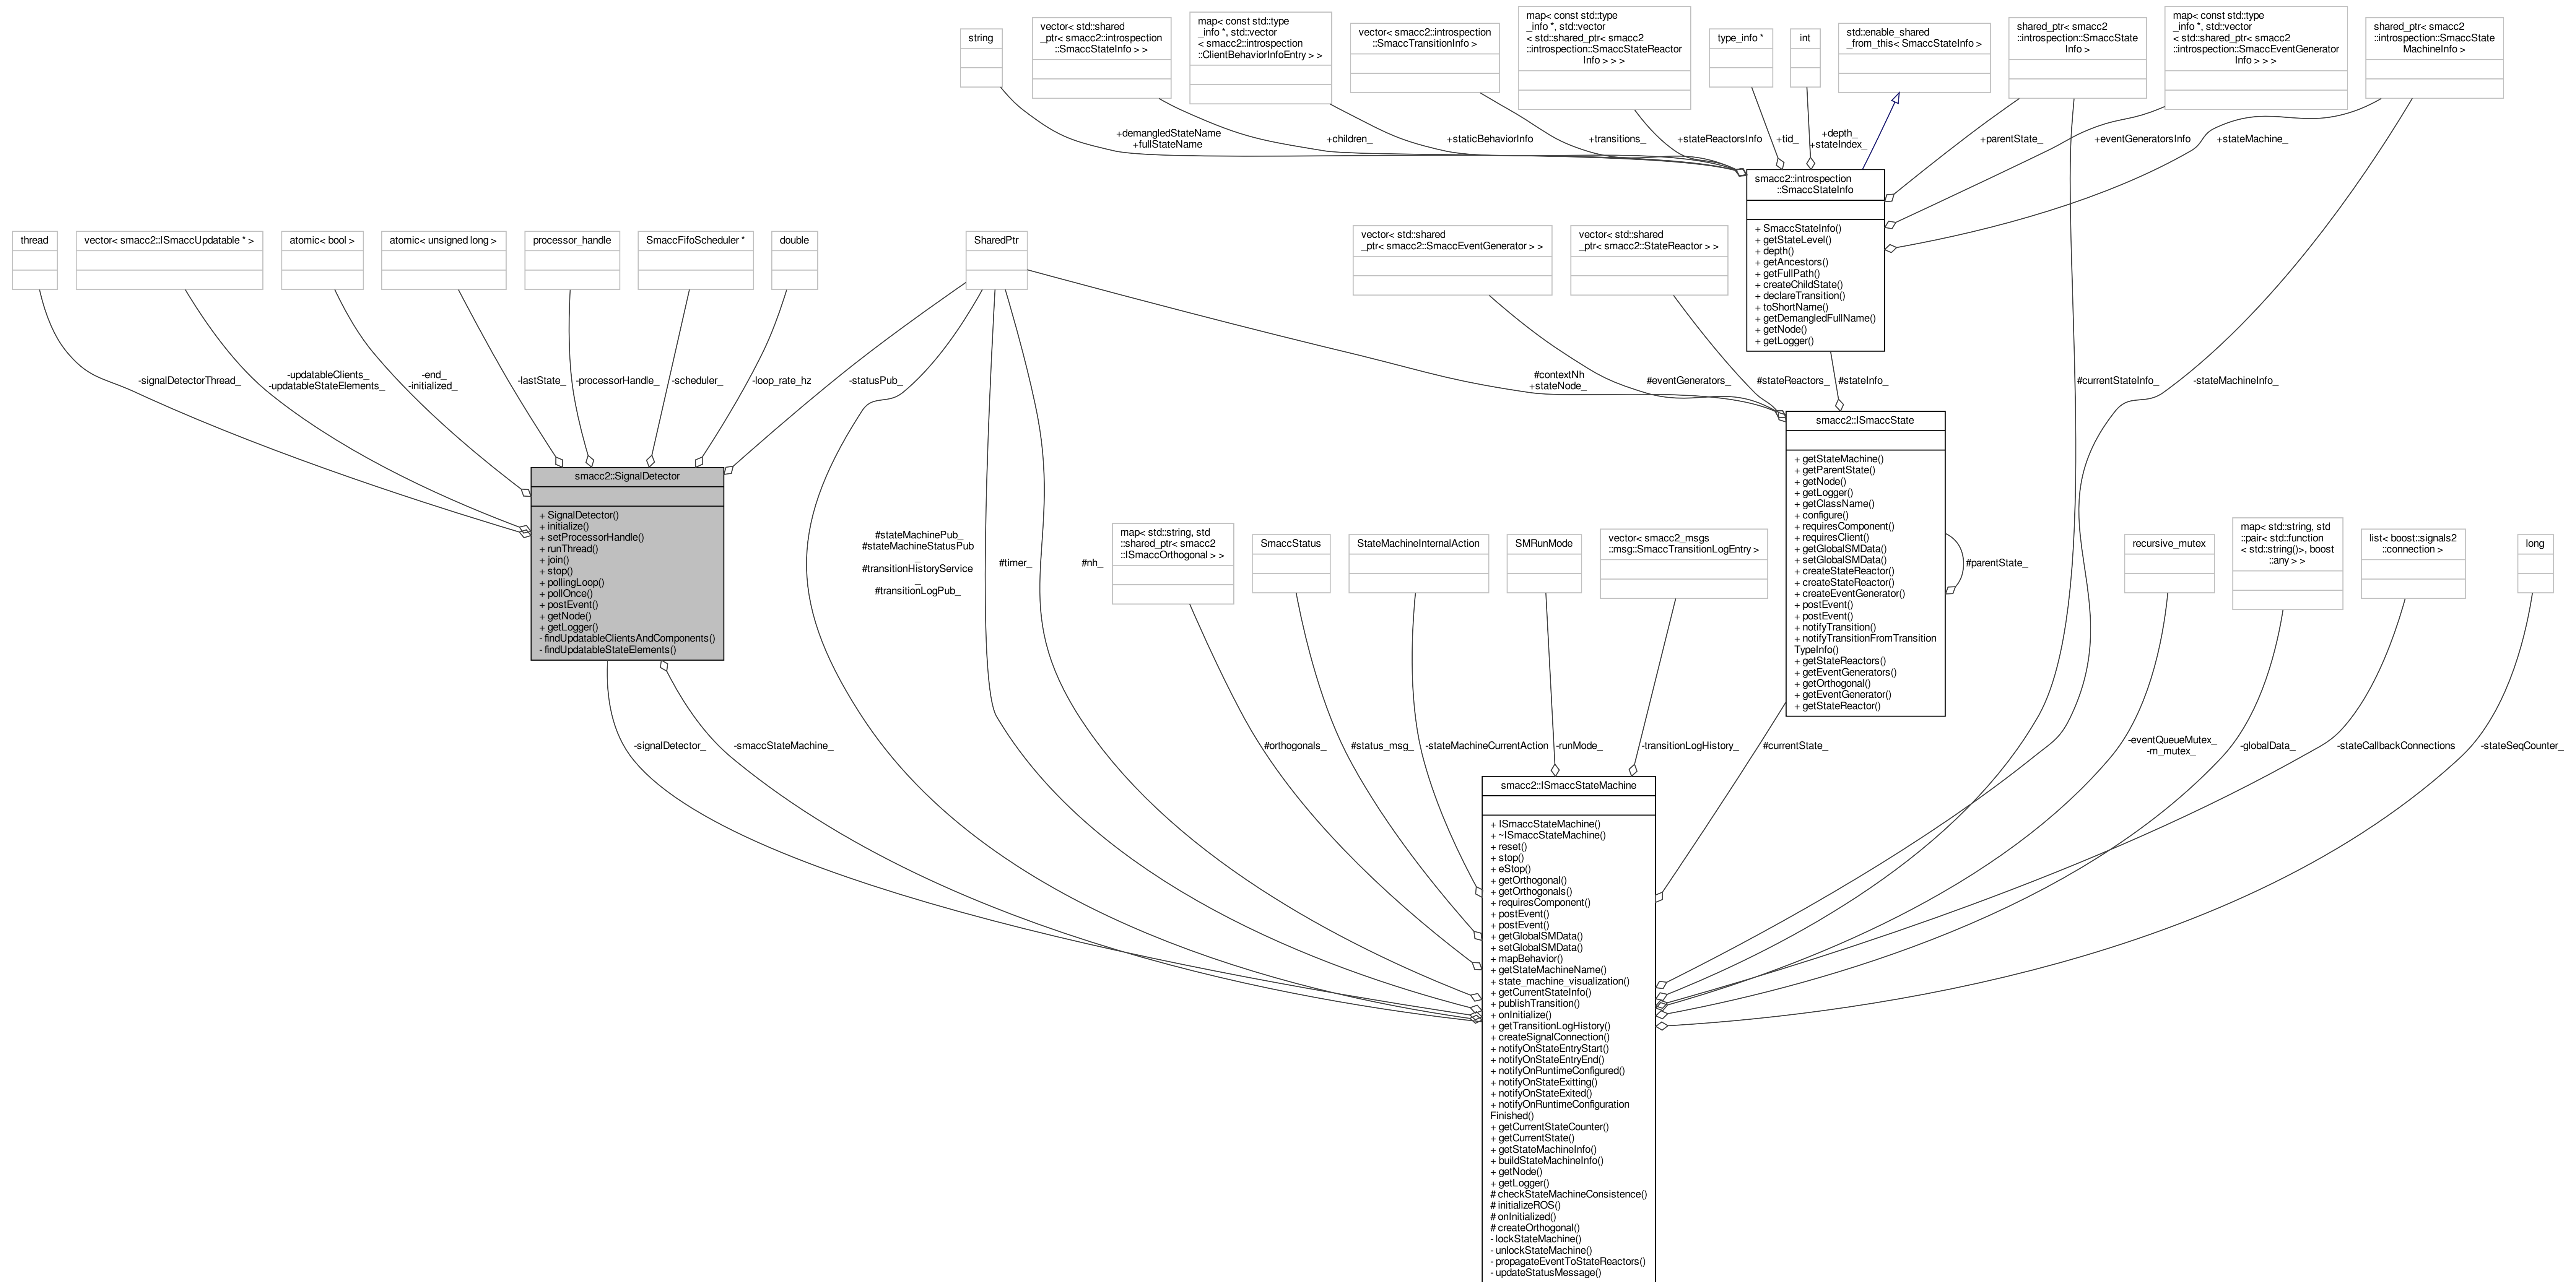 string
vector< std::shared
_ptr< smacc2::introspection
::SmaccStateInfo > >
map< const std::type
_info *, std::vector
< smacc2::introspection
::ClientBehaviorInfoEntry > >
vector< smacc2::introspection
::SmaccTransitionInfo >
map< const std::type
_info *, std::vector
< std::shared_ptr< smacc2
::introspection::SmaccStateReactor
Info > > >
type_info *
int
std::enable_shared
_from_this< SmaccStateInfo >
shared_ptr< smacc2
::introspection::SmaccState
Info >
map< const std::type
_info *, std::vector
< std::shared_ptr< smacc2
::introspection::SmaccEventGenerator
Info > > >
shared_ptr< smacc2
::introspection::SmaccState
MachineInfo >
+demangledStateName
+fullStateName
+children_
+staticBehaviorInfo
+transitions_
+stateReactorsInfo
+tid_
+depth_
+stateIndex_
+parentState_
+eventGeneratorsInfo
+stateMachine_
smacc2::introspection
::SmaccStateInfo
+ SmaccStateInfo()
+ getStateLevel()
+ depth()
+ getAncestors()
+ getFullPath()
+ createChildState()
+ declareTransition()
+ toShortName()
+ getDemangledFullName()
+ getNode()
+ getLogger()
thread
vector< smacc2::ISmaccUpdatable * >
atomic< bool >
atomic< unsigned long >
processor_handle
SmaccFifoScheduler *
double
SharedPtr
vector< std::shared
_ptr< smacc2::SmaccEventGenerator > >
vector< std::shared
_ptr< smacc2::StateReactor > >
-signalDetectorThread_
-updatableClients_
-updatableStateElements_
-end_
-initialized_
-lastState_
-processorHandle_
-scheduler_
-loop_rate_hz
-statusPub_
#contextNh
+stateNode_
#eventGenerators_
#stateReactors_
#stateInfo_
#currentStateInfo_
-stateMachineInfo_
smacc2::SignalDetector
+ SignalDetector()
+ initialize()
+ setProcessorHandle()
+ runThread()
+ join()
+ stop()
+ pollingLoop()
+ pollOnce()
+ postEvent()
+ getNode()
+ getLogger()
- findUpdatableClientsAndComponents()
- findUpdatableStateElements()
smacc2::ISmaccState
+ getStateMachine()
+ getParentState()
+ getNode()
+ getLogger()
+ getClassName()
+ configure()
+ requiresComponent()
+ requiresClient()
+ getGlobalSMData()
+ setGlobalSMData()
+ createStateReactor()
+ createStateReactor()
+ createEventGenerator()
+ postEvent()
+ postEvent()
+ notifyTransition()
+ notifyTransitionFromTransition
TypeInfo()
+ getStateReactors()
+ getEventGenerators()
+ getOrthogonal()
+ getEventGenerator()
+ getStateReactor()
#parentState_
#stateMachinePub_
#stateMachineStatusPub
_
#transitionHistoryService
_
#transitionLogPub_
#timer_
#nh_
map< std::string, std
::shared_ptr< smacc2
::ISmaccOrthogonal > >
SmaccStatus
StateMachineInternalAction
SMRunMode
vector< smacc2_msgs
::msg::SmaccTransitionLogEntry >
recursive_mutex
map< std::string, std
::pair< std::function
< std::string()>, boost
::any > >
list< boost::signals2
::connection >
long
-signalDetector_
-smaccStateMachine_
#orthogonals_
#status_msg_
-stateMachineCurrentAction
-runMode_
-transitionLogHistory_
#currentState_
-eventQueueMutex_
-m_mutex_
-globalData_
-stateCallbackConnections
-stateSeqCounter_
smacc2::ISmaccStateMachine
+ ISmaccStateMachine()
+ ~ISmaccStateMachine()
+ reset()
+ stop()
+ eStop()
+ getOrthogonal()
+ getOrthogonals()
+ requiresComponent()
+ postEvent()
+ postEvent()
+ getGlobalSMData()
+ setGlobalSMData()
+ mapBehavior()
+ getStateMachineName()
+ state_machine_visualization()
+ getCurrentStateInfo()
+ publishTransition()
+ onInitialize()
+ getTransitionLogHistory()
+ createSignalConnection()
+ notifyOnStateEntryStart()
+ notifyOnStateEntryEnd()
+ notifyOnRuntimeConfigured()
+ notifyOnStateExitting()
+ notifyOnStateExited()
+ notifyOnRuntimeConfiguration
Finished()
+ getCurrentStateCounter()
+ getCurrentState()
+ getStateMachineInfo()
+ buildStateMachineInfo()
+ getNode()
+ getLogger()
# checkStateMachineConsistence()
# initializeROS()
# onInitialized()
# createOrthogonal()
- lockStateMachine()
- unlockStateMachine()
- propagateEventToStateReactors()
- updateStatusMessage()